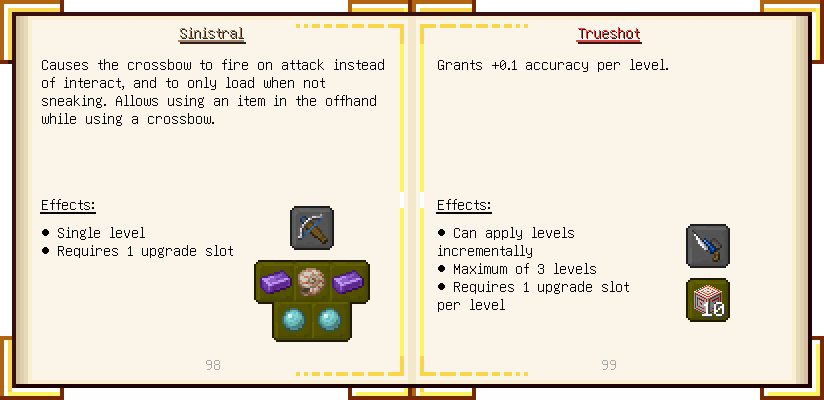 Sinistral
Causes the crossbow to fire on attack instead
of interact, and to only load when not
sneaking. Allows using an item in the offhand
while using a crossbow.
Effects:
• Single level
• Requires 1 upgrade slot
98
Trueshot
Grants +0.1 accuracy per level.
Effects:
• Can apply levels
incrementally
• Maximum of 3 levels
• Requires 1 upgrade slot
per level
10
99